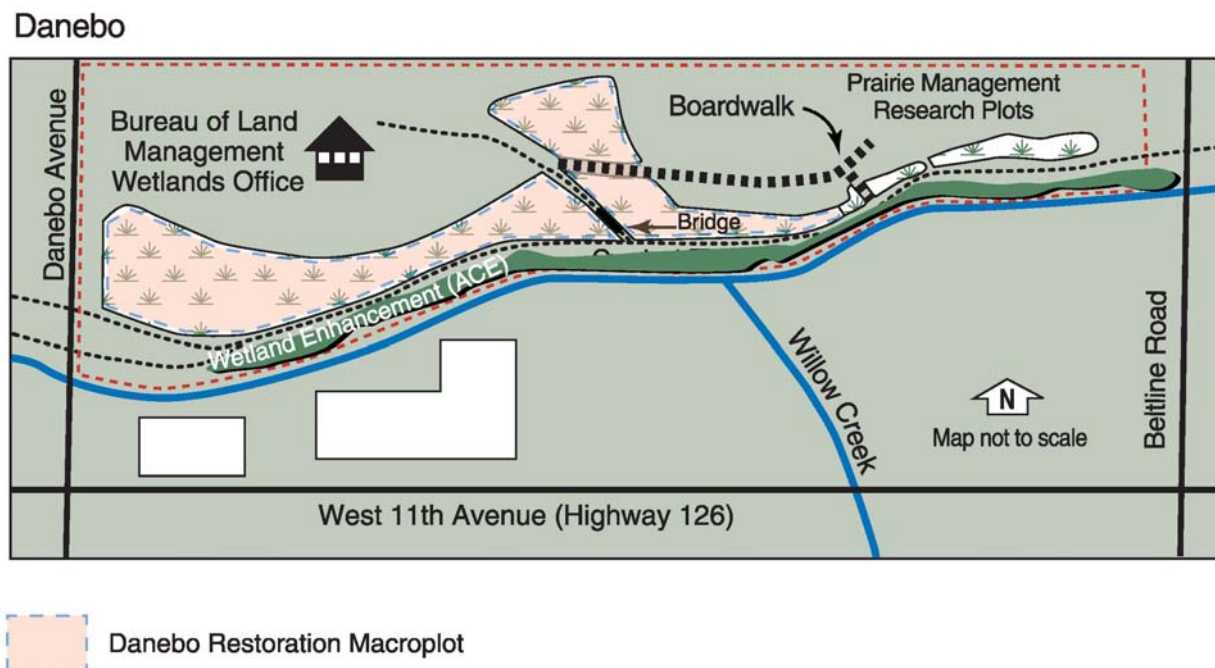 Danebo
Danebo Avenue
Bureau of Land
Management
Wetlands Office
Boardwalk
Prairie Management
Research Plots
Bridge
Wetland Enhancement (ACE)
Willow Creek
N
Map not to scale
Beltline Road
West 11th Avenue (Highway 126)
Danebo Restoration Macroplot